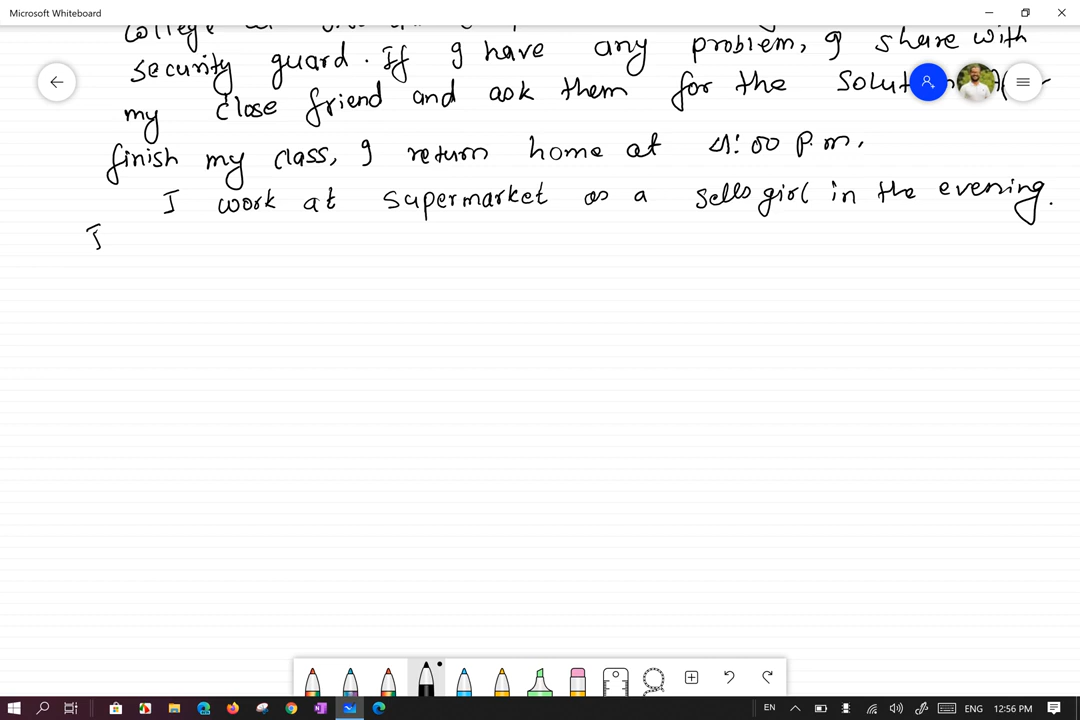 Microsoft Whiteboard
college
security guard. If I have any problem, I share with
my close friend and ask them for the
finish my class, I return home at 4:00 P.m.
I work at supermarket as a sells girl in the evening.
I
EN
ENG 12:56 PM